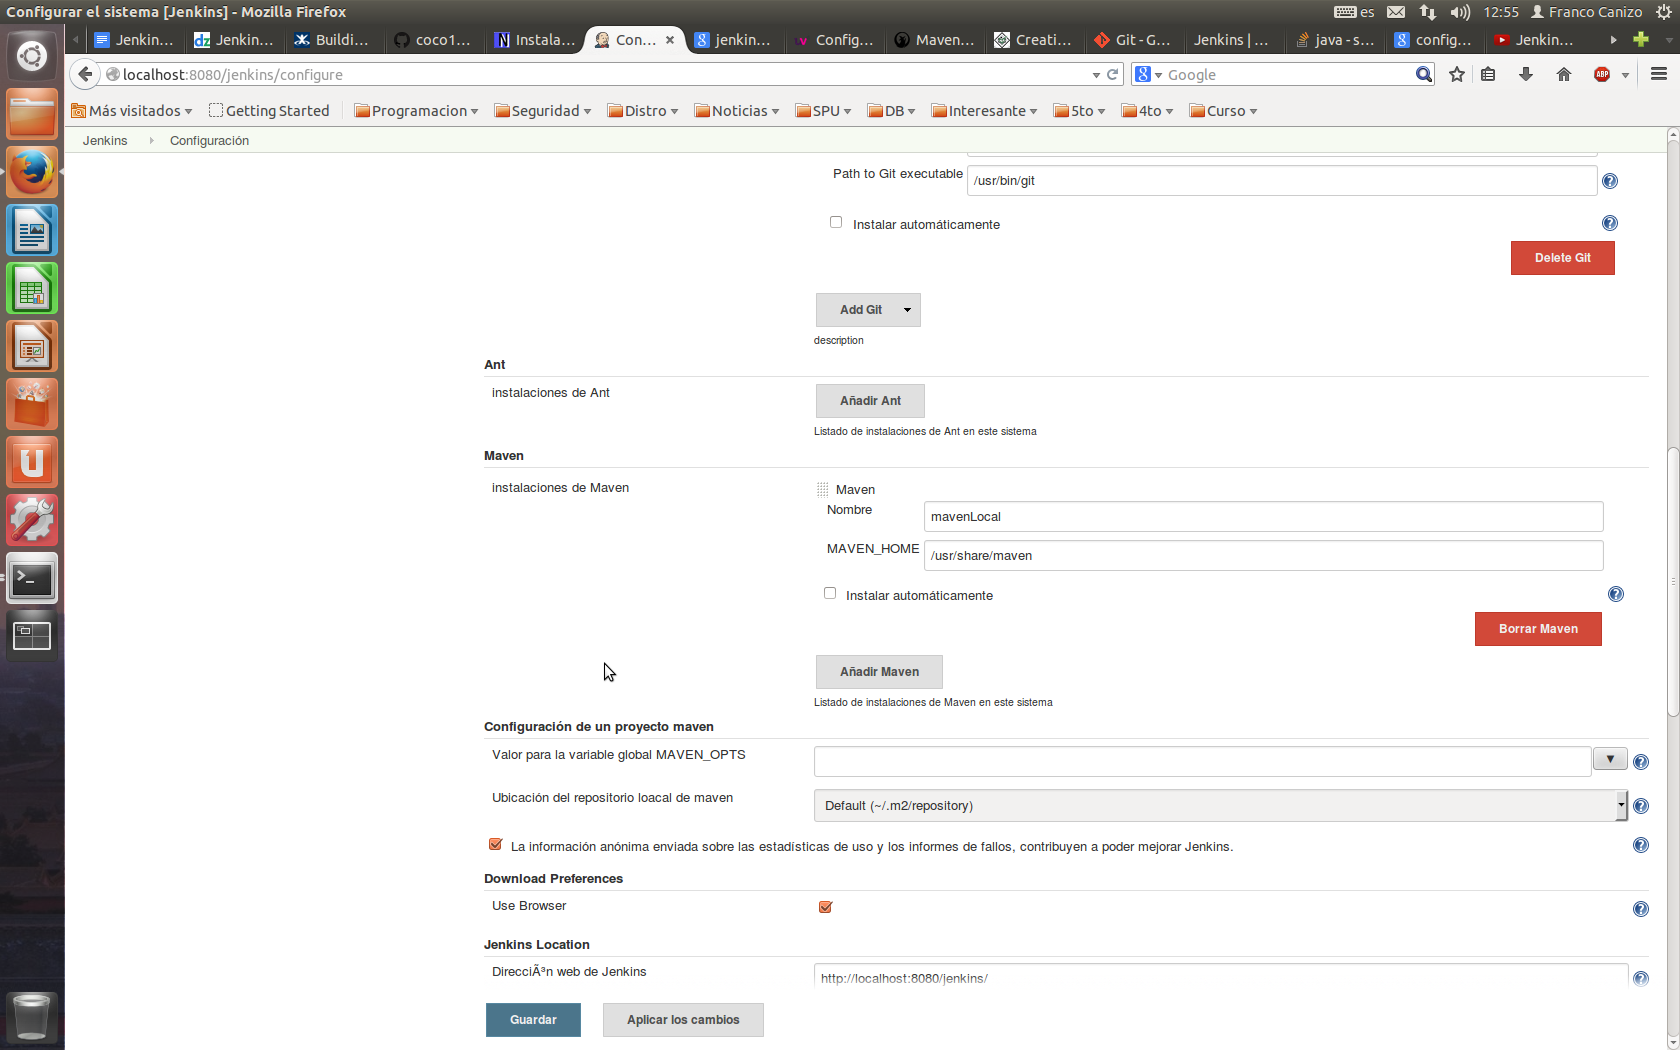 Configurar el sistema [Jenkins] - Mozilla Firefox
es 12:55 Franco Canizo
Jenkin... Jenkin... Buildi... coco1... Instala... Con... jenkin... Config... Maven... Creati... Git - G... Jenkins | ... java - s... config... Jenkin...
localhost:8080/jenkins/configure
Google
ABP
Más visitados Getting Started Programacion Seguridad Distro Noticias SPU DB Interesante 5to 4to Curso
Jenkins Configuración
Path to Git executable /usr/bin/git
Instalar automáticamente
Delete Git
Add Git
description
Ant
instalaciones de Ant
Añadir Ant
Listado de instalaciones de Ant en este sistema
Maven
instalaciones de Maven
Maven
Nombre mavenLocal
MAVEN_HOME /usr/share/maven
Instalar automáticamente
Borrar Maven
Añadir Maven
Listado de instalaciones de Maven en este sistema
Configuración de un proyecto maven
Valor para la variable global MAVEN_OPTS
Ubicación del repositorio loacal de maven Default (~/.m2/repository)
La información anónima enviada sobre las estadísticas de uso y los informes de fallos, contribuyen a poder mejorar Jenkins.
Download Preferences
Use Browser
Jenkins Location
DirecciÃ³n web de Jenkins http://localhost:8080/jenkins/
Guardar Aplicar los cambios